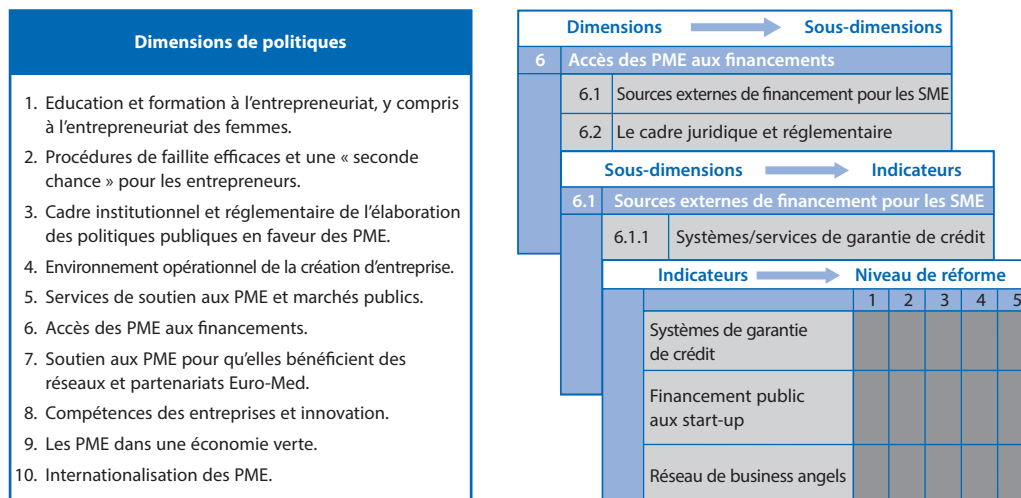 Dimensions de politiques
1. Education et formation à l'entrepreneuriat, y compris
à l'entrepreneuriat des femmes.
2. Procédures de faillite efficaces et une « seconde
chance » pour les entrepreneurs.
3. Cadre institutionnel et réglementaire de l'élaboration
des politiques publiques en faveur des PME.
4. Environnement opérationnel de la création d'entreprise.
5. Services de soutien aux PME et marchés publics.
6. Accès des PME aux financements.
7. Soutien aux PME pour qu'elles bénéficient des
réseaux et partenariats Euro-Med.
8. Compétences des entreprises et innovation.
9. Les PME dans une économie verte.
10. Internationalisation des PME.
Dimensions Sous-dimensions
6 Accès des PME aux financements
6.1 Sources externes de financement pour les SME
6.2 Le cadre juridique et réglementaire
Sous-dimensions Indicateurs
6.1 Sources externes de financement pour les SME
6.1.1 Systèmes/services de garantie de crédit
Indicateurs Niveau de réforme
1 2 3 4 5
Systèmes de garantie
de crédit
Financement public
aux start-up
Réseau de business angels